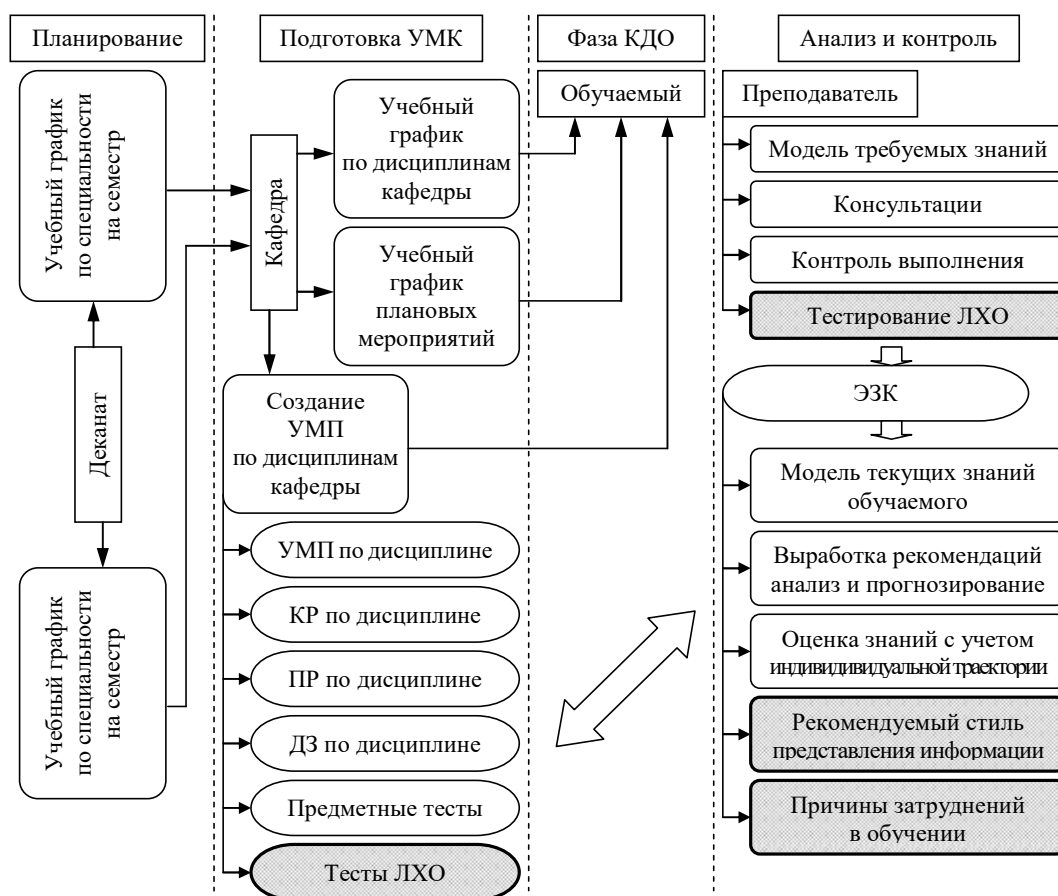 Планирование
Подготовка УМК
Фаза КДО
Анализ и контроль
Учебный график
по специальности
на семестр
Деканат
Учебный график
по специальности
на семестр
Кафедра
Учебный
график
по дисциплинам
кафедры
Учебный
график
плановых
мероприятий
Создание
УМП
по дисциплинам
кафедры
УМП по дисциплине
КР по дисциплине
ПР по дисциплине
ДЗ по дисциплине
Предметные тесты
Тесты ЛХО
Обучаемый
Преподаватель
Модель требуемых знаний
Консультации
Контроль выполнения
Тестирование ЛХО
ЭЗК
Модель текущих знаний
обучаемого
Выработка рекомендаций
анализ и прогнозирование
Оценка знаний с учетом
индивидивидуальной траектории
Рекомендуемый стиль
представления информации
Причины затруднений
в обучении